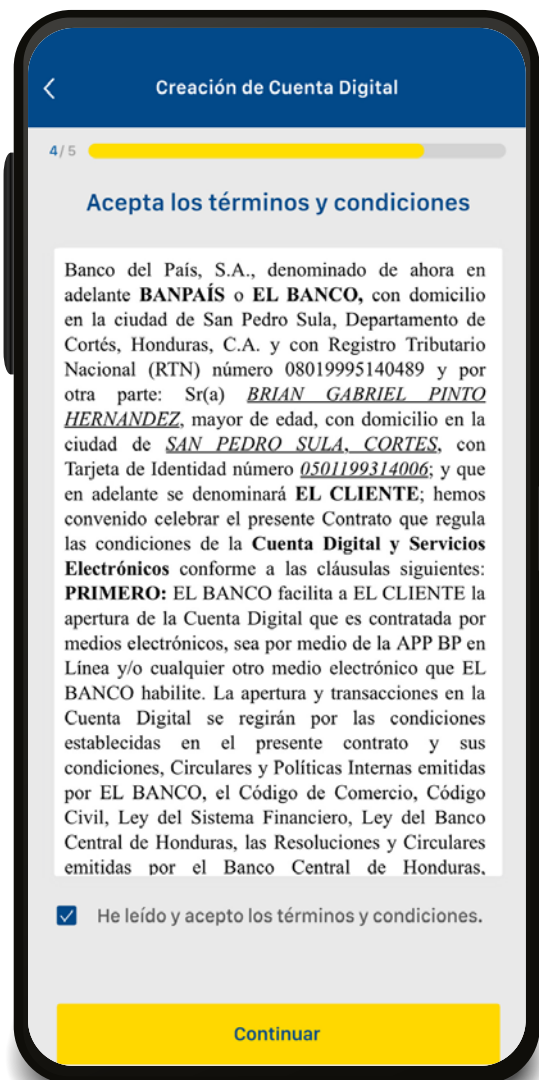 Creación de Cuenta Digital
4/5
Acepta los términos y condiciones
Banco del País, S.A., denominado de ahora en
adelante BANPAÍS o EL BANCO, con domicilio
en la ciudad de San Pedro Sula, Departamento de
Cortés, Honduras, C.A. y con Registro Tributario
Nacional (RTN) número 08019995140489 y por
otra parte: Sr(a) BRIAN GABRIEL PINTO
HERNANDEZ, mayor de edad, con domicilio en la
ciudad de SAN PEDRO SULA, CORTES, con
Tarjeta de Identidad número 0501199314006; y que
en adelante se denominará EL CLIENTE; hemos
convenido celebrar el presente Contrato que regula
las condiciones de la Cuenta Digital y Servicios
Electrónicos conforme a las cláusulas siguientes:
PRIMERO: EL BANCO facilita a EL CLIENTE la
apertura de la Cuenta Digital que es contratada por
medios electrónicos, sea por medio de la APP BP en
Línea y/o cualquier otro medio electrónico que EL
BANCO habilite. La apertura y transacciones en la
Cuenta Digital se regirán por las condiciones
establecidas en el presente contrato y sus
condiciones, Circulares y Políticas Internas emitidas
por EL BANCO, el Código de Comercio, Código
Civil, Ley del Sistema Financiero, Ley del Banco
Central de Honduras, las Resoluciones y Circulares
emitidas por el Banco Central de Honduras,
He leído y acepto los términos y condiciones.
Continuar